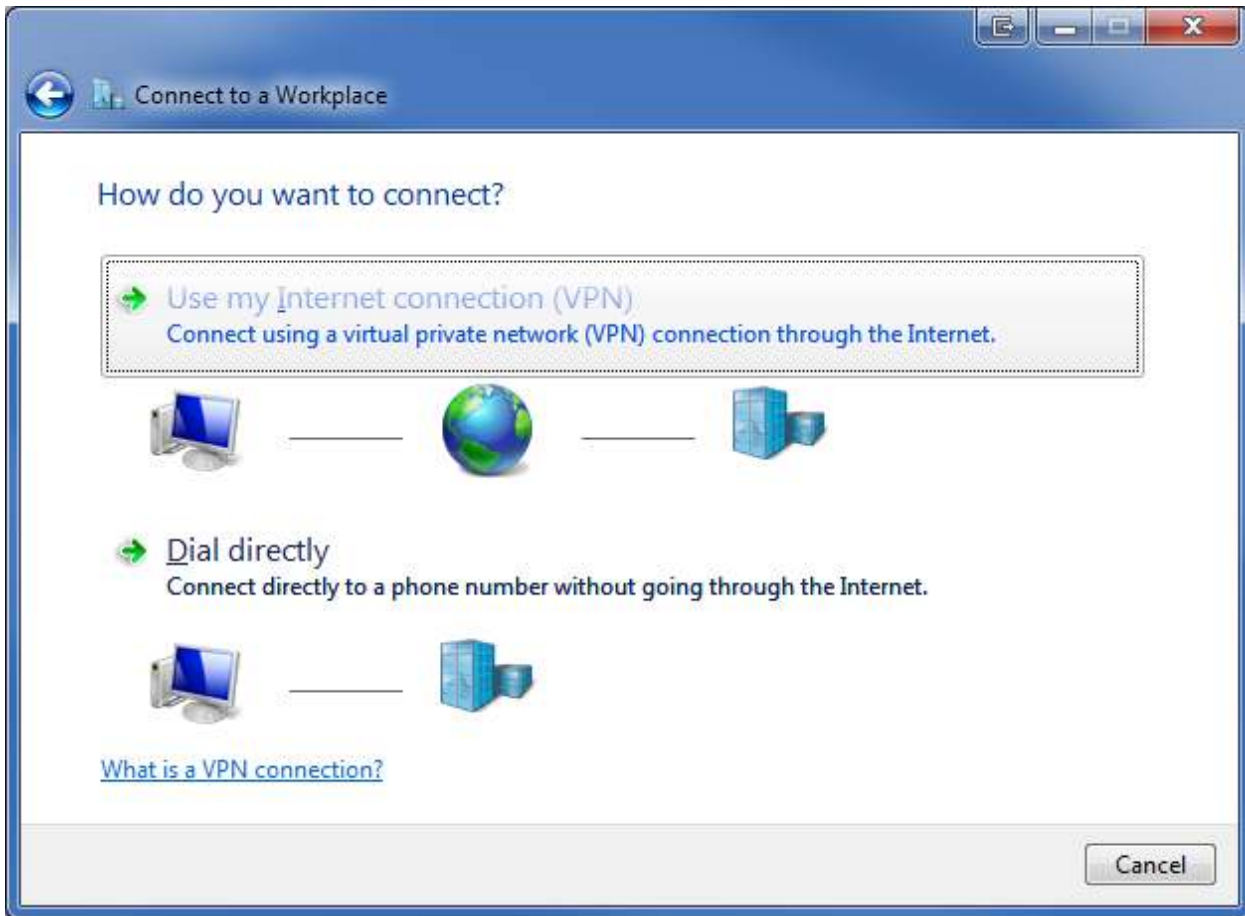 Connect to a Workplace
How do you want to connect?
Use my Internet connection (VPN)
Connect using a virtual private network (VPN) connection through the Internet.
Dial directly
Connect directly to a phone number without going through the Internet.
What is a VPN connection?
Cancel